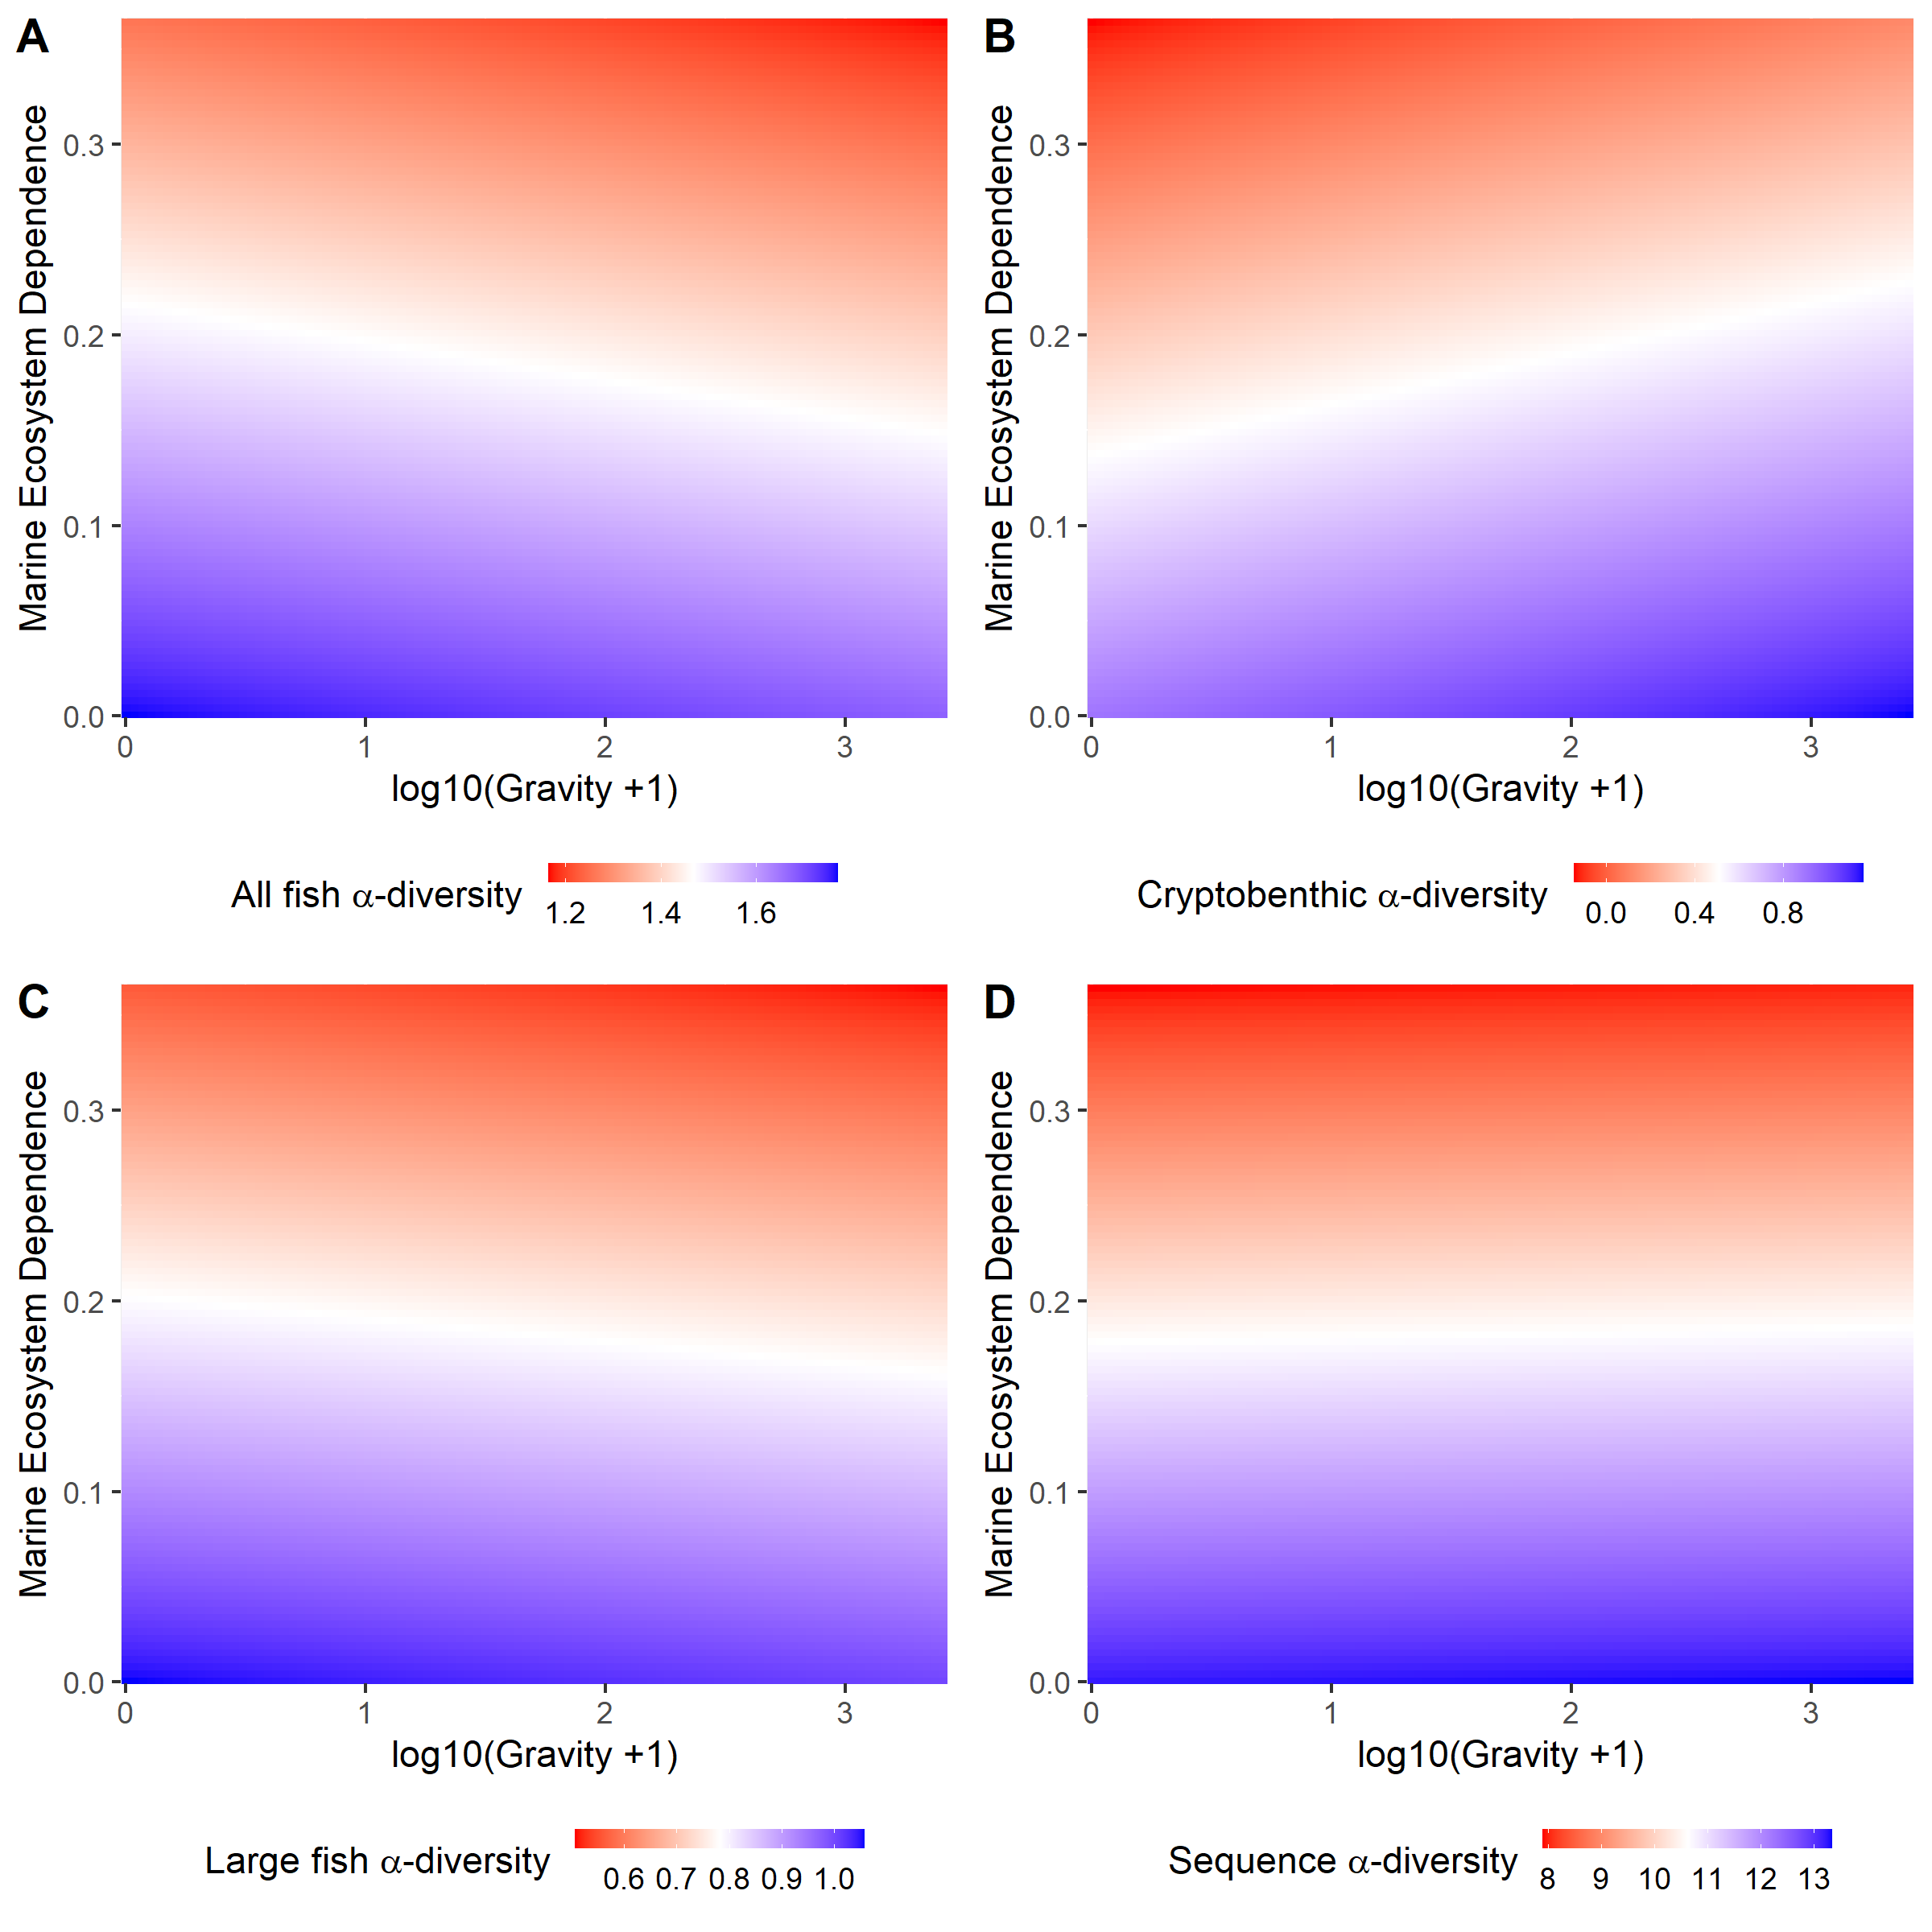 A
Marine Ecosystem Dependence
0.3
0.2
0.1
0.0
0 1 2 3
log10(Gravity +1)
All fish α-diversity
1.2 1.4 1.6
B
Marine Ecosystem Dependence
0.3
0.2
0.1
0.0
0 1 2 3
log10(Gravity +1)
Cryptobenthic α-diversity
0.0 0.4 0.8
C
Marine Ecosystem Dependence
0.3
0.2
0.1
0.0
0 1 2 3
log10(Gravity +1)
Large fish α-diversity
0.6 0.7 0.8 0.9 1.0
D
Marine Ecosystem Dependence
0.3
0.2
0.1
0.0
0 1 2 3
log10(Gravity +1)
Sequence α-diversity
8 9 10 11 12 13